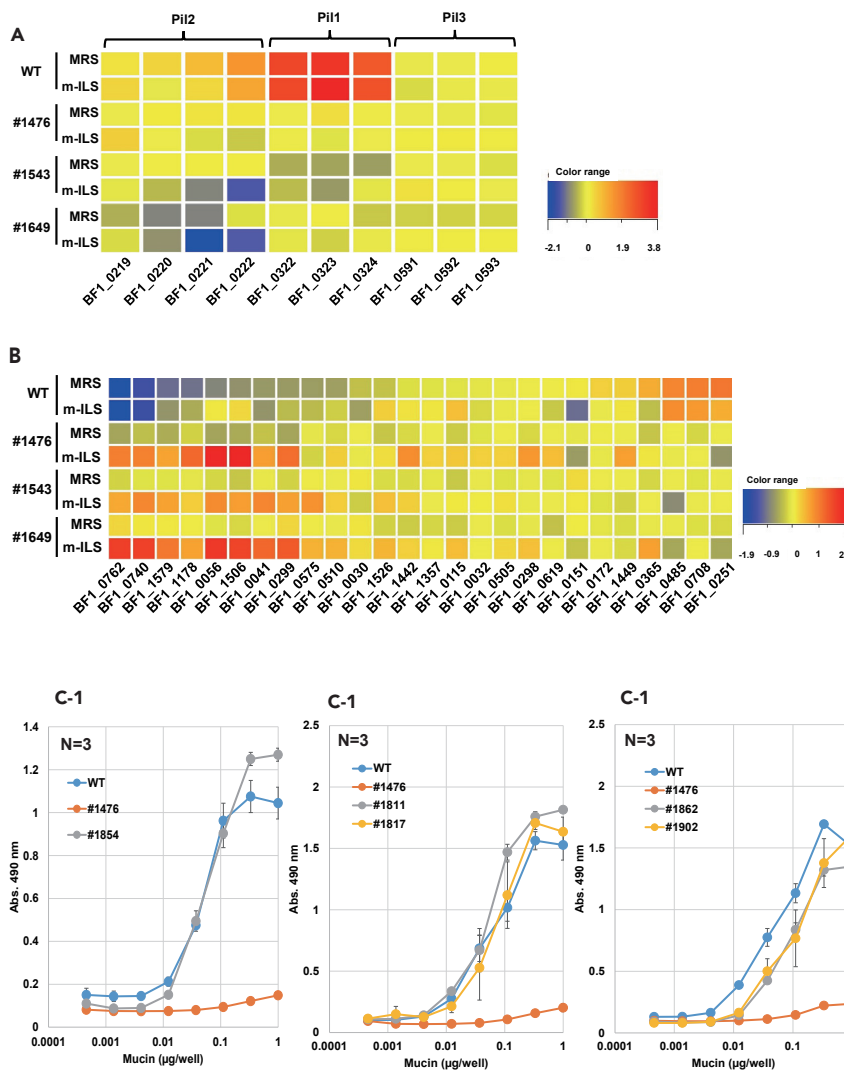 A
Pil2 Pil1 Pil3
WT MRS
m-ILS
#1476 MRS
m-ILS
#1543 MRS
m-ILS
#1649 MRS
m-ILS
Color range
-2.1 0 1.9 3.8
BF1_0219 BF1_0220 BF1_0221 BF1_0222 BF1_0322 BF1_0323 BF1_0324 BF1_0591 BF1_0592 BF1_0593
B
WT MRS
m-ILS
#1476 MRS
m-ILS
#1543 MRS
m-ILS
#1649 MRS
m-ILS
Color range
-1.9 -0.9 0 1 2
BF1_0762 BF1_0740 BF1_1579 BF1_1178 BF1_0056 BF1_1506 BF1_0041 BF1_0299 BF1_0575 BF1_0510 BF1_0030 BF1_1526 BF1_1442 BF1_1357 BF1_0115 BF1_0032 BF1_0505 BF1_0298 BF1_0619 BF1_0151 BF1_0172 BF1_1449 BF1_0365 BF1_0485 BF1_0708 BF1_0251
C-1
N=3
WT
#1476
#1854
1.4
1.2
1
0.8
0.6
0.4
0.2
0
Abs. 490 nm
0.0001 0.001 0.01 0.1 1
Mucin (µg/well)
C-1
N=3
WT
#1476
#1811
#1817
2.5
2
1.5
1
0.5
0
Abs. 490 nm
0.0001 0.001 0.01 0.1 1
Mucin (µg/well)
C-1
N=3
WT
#1476
#1862
#1902
2.5
2
1.5
1
0.5
0
Abs. 490 nm
0.0001 0.001 0.01 0.1
Mucin (µg/well)